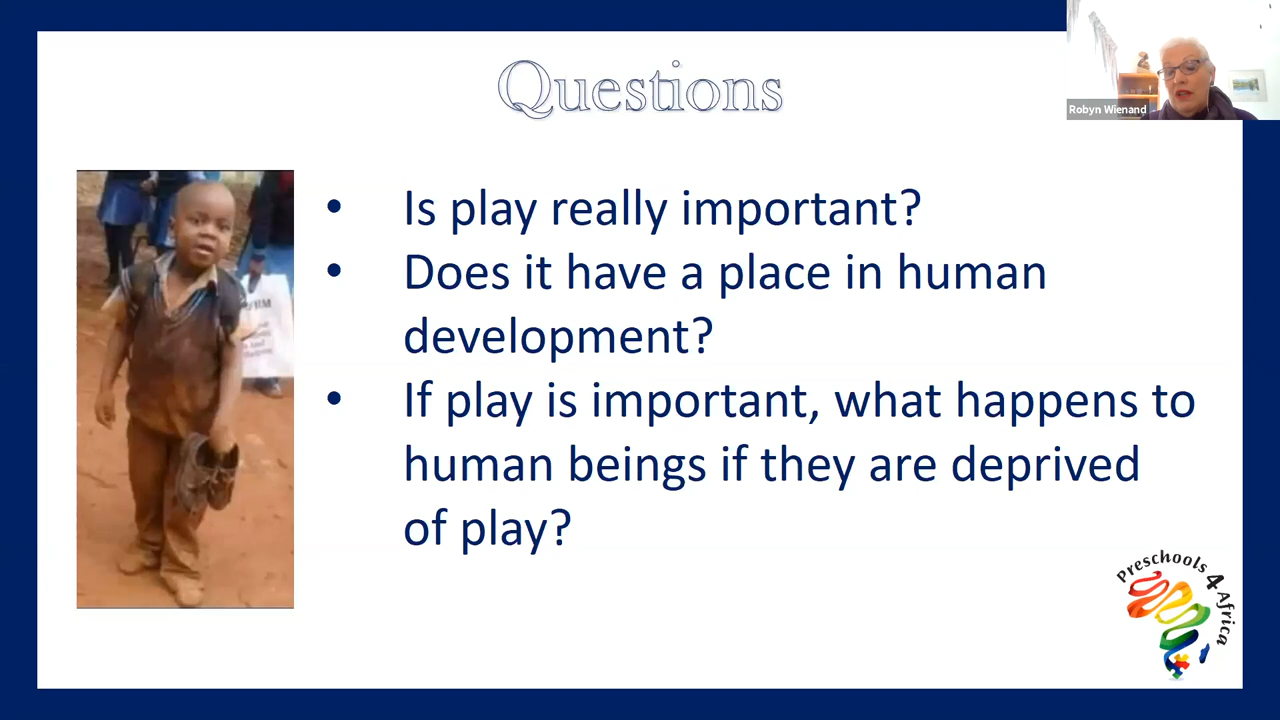 Questions
Robyn Wienand
• Is play really important?
• Does it have a place in human
development?
• If play is important, what happens to
human beings if they are deprived
of play?
Preschools 4 Africa